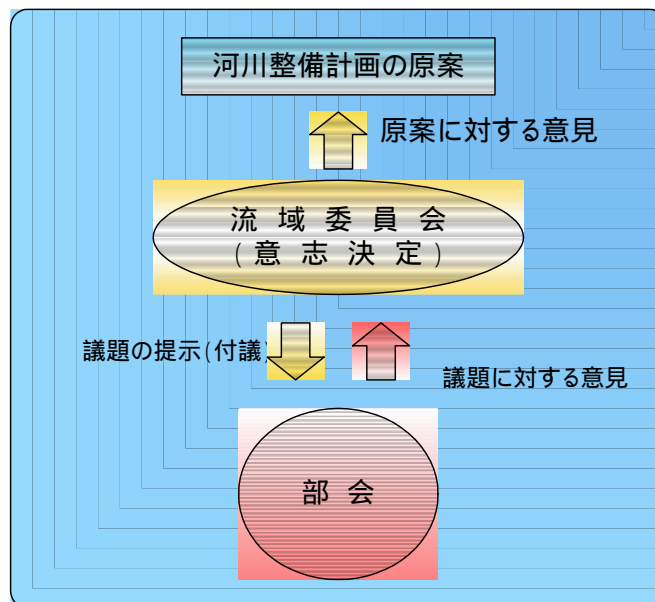 河川整備計画の原案
原案に対する意見
流域委員会
(意志決定)
議題の提示(付議)
議題に対する意見
部会